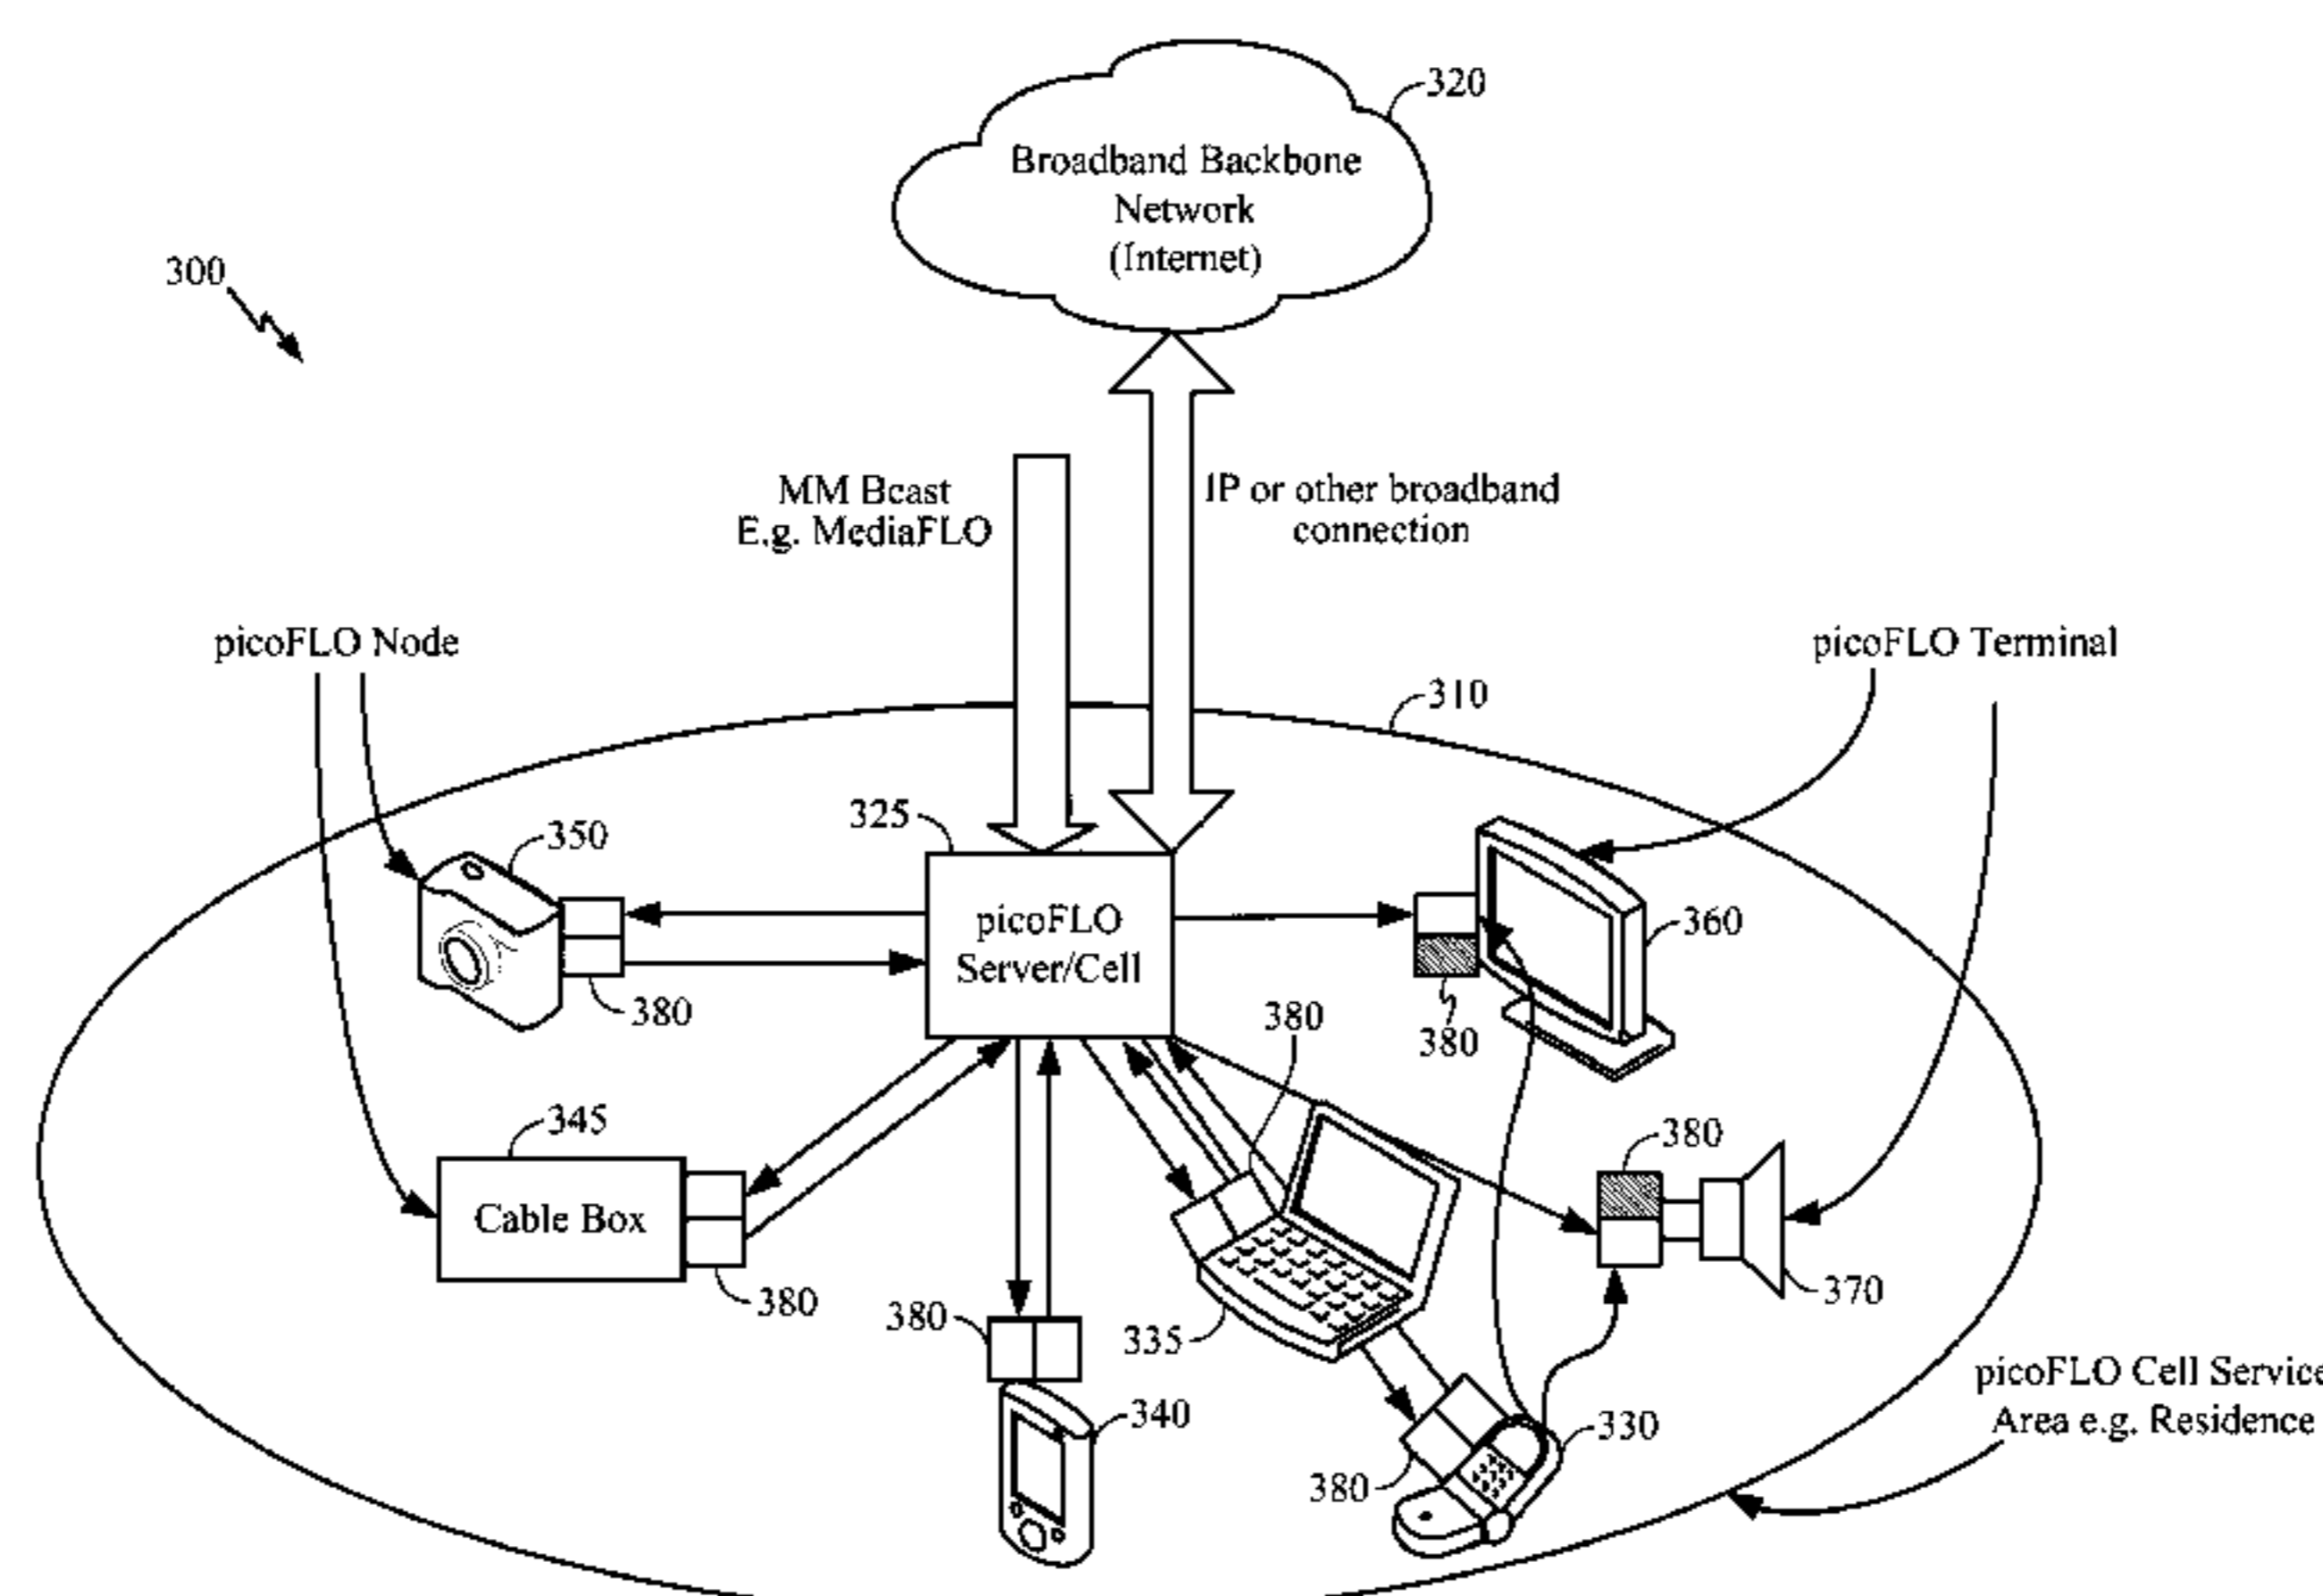 320
Broadband Backbone
Network
(Internet)
300
MM Bcast
E.g. MediaFLO
IP or other broadband
connection
picoFLO Node
picoFLO Terminal
310
325
350
picoFLO
Server/Cell
360
380
380
380
345
Cable Box
380
380
380
335
370
340
330
380
picoFLO Cell Service
Area e.g. Residence